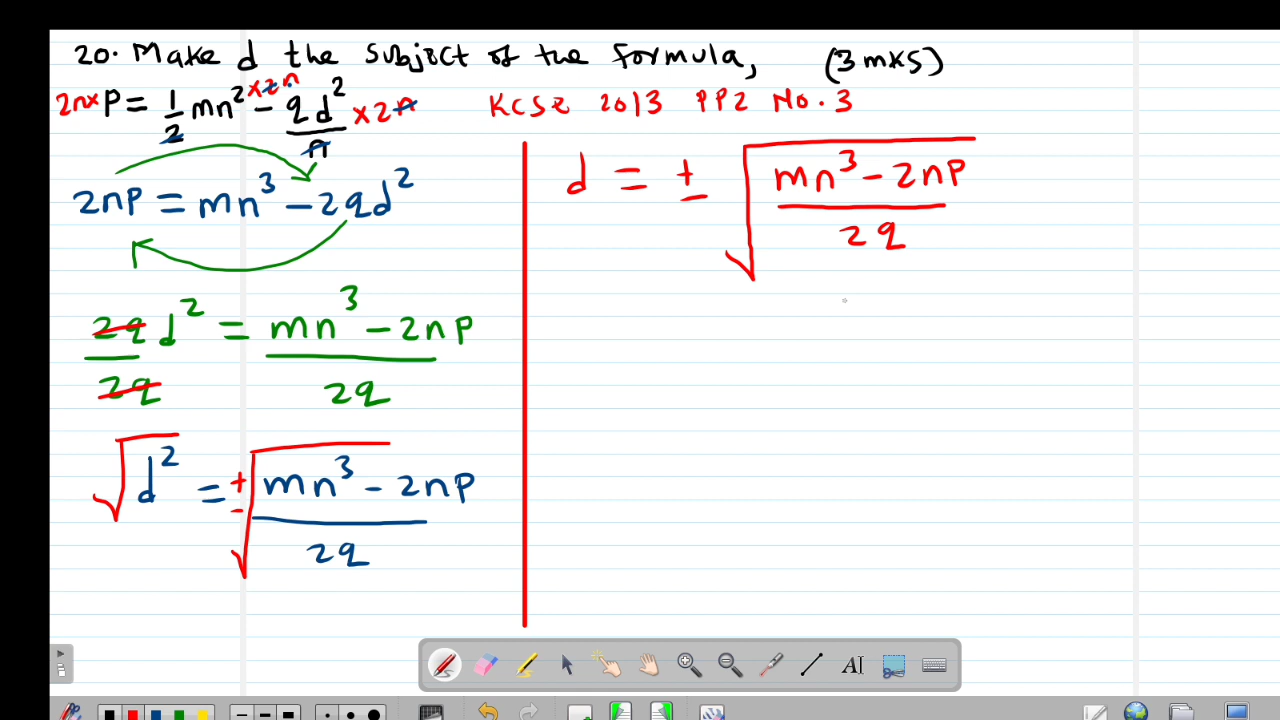 20. Make d the subject of the formula, (3 mks)
2n× P = 1/2 mn² ×2n − qd²/n ×2n KCSE 2013 PP2 No. 3
2nP = mn³ − 2qd²
2qd²/2q = mn³ − 2nP/2q
√d² = ±√mn³ − 2nP/2q
d = ±√mn³ − 2nP/2q
AI